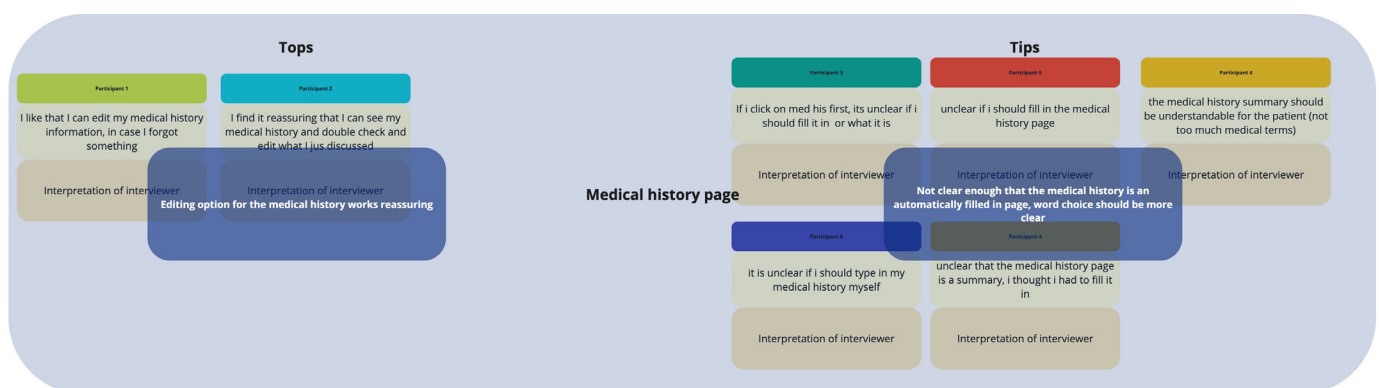 Tops
Tips
Participant 1
I like that I can edit my medical history
information, in case I forgot
something
Interpretation of interviewer
Participant 2
I find it reassuring that I can see my
medical history and double check and
edit what I jus discussed
Interpretation of interviewer
Editing option for the medical history works reassuring
Medical history page
Participant 3
If i click on med his first, its unclear if i
should fill it in or what it is
Interpretation of interviewer
Participant 5
unclear if i should fill in the medical
history page
Interpretation of interviewer
Participant 4
the medical history summary should
be understandable for the patient (not
too much medical terms)
Interpretation of interviewer
Not clear enough that the medical history is an
automatically filled in page, word choice should be more
clear
Participant 6
it is unclear if i should type in my
medical history myself
Interpretation of interviewer
Participant 4
unclear that the medical history page
is a summary, i thought i had to fill it
in
Interpretation of interviewer